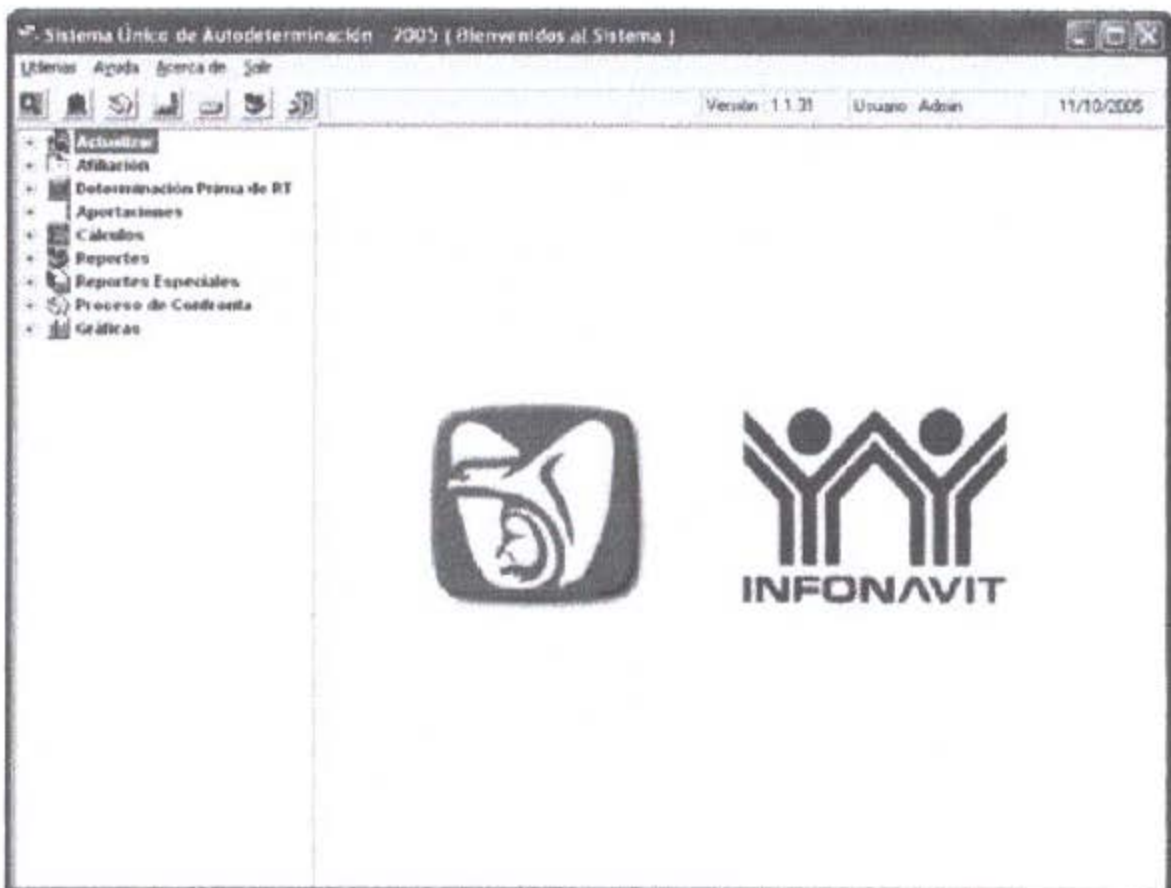 Sistema Único de Autodeterminación 2005 ( Bienvenidos al Sistema )
Utilerias Ayuda Acerca de Salir
Versión 1.1.31 Usuario Admin 11/10/2005
Actualizar
Afiliación
Determinación Prima de RT
Aportaciones
Cálculos
Reportes
Reportes Especiales
Proceso de Confronta
Gráficas
INFONAVIT